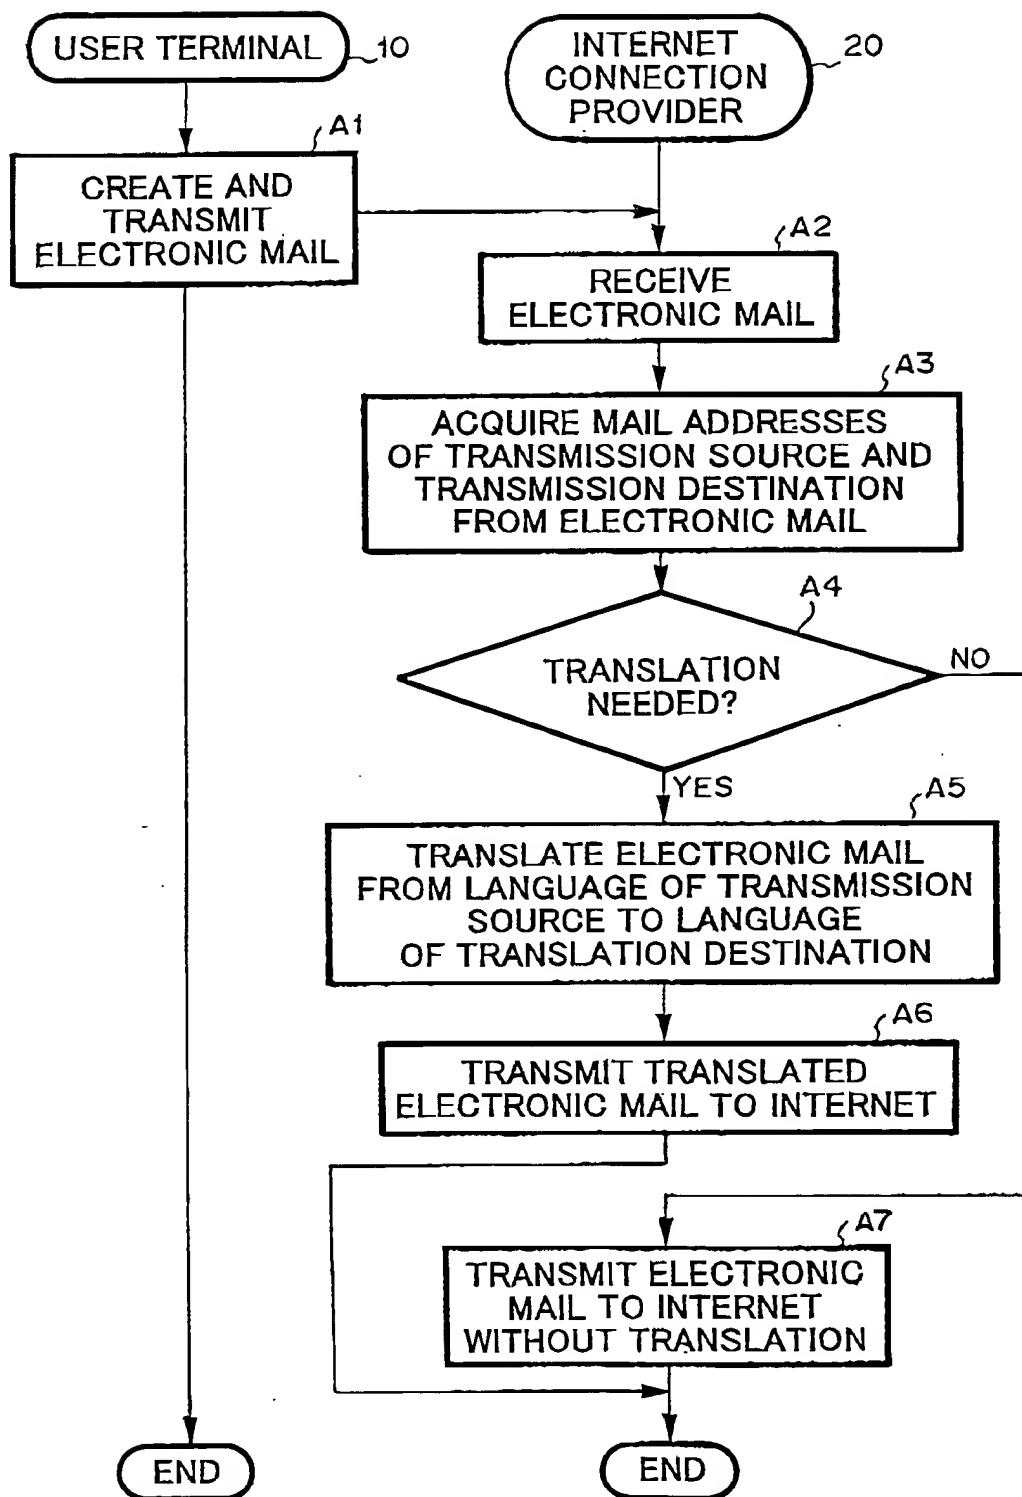 USER TERMINAL
10
INTERNET
CONNECTION
PROVIDER
20
A1
CREATE AND
TRANSMIT
ELECTRONIC MAIL
A2
RECEIVE
ELECTRONIC MAIL
A3
ACQUIRE MAIL ADDRESSES
OF TRANSMISSION SOURCE AND
TRANSMISSION DESTINATION
FROM ELECTRONIC MAIL
A4
TRANSLATION
NEEDED?
NO
YES
A5
TRANSLATE ELECTRONIC MAIL
FROM LANGUAGE OF TRANSMISSION
SOURCE TO LANGUAGE
OF TRANSLATION DESTINATION
A6
TRANSMIT TRANSLATED
ELECTRONIC MAIL TO INTERNET
A7
TRANSMIT ELECTRONIC
MAIL TO INTERNET
WITHOUT TRANSLATION
END
END